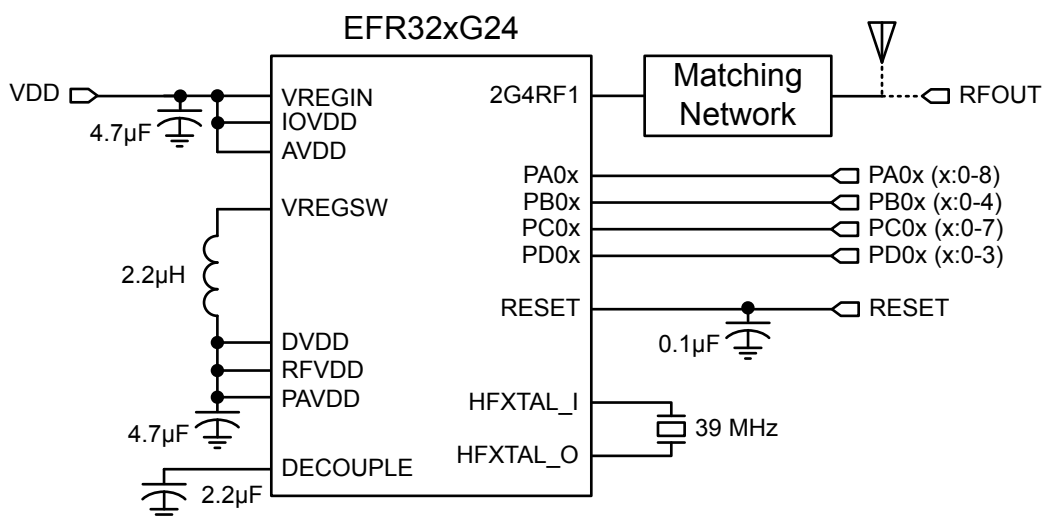 EFR32xG24
VDD
4.7µF
VREGIN
IOVDD
AVDD
VREGSW
2.2µH
DVDD
RFVDD
PAVDD
4.7µF
DECOUPLE
2.2µF
2G4RF1
Matching
Network
RFOUT
PA0x
PA0x (x:0-8)
PB0x
PB0x (x:0-4)
PC0x
PC0x (x:0-7)
PD0x
PD0x (x:0-3)
RESET
RESET
0.1µF
HFXTAL_I
39 MHz
HFXTAL_O